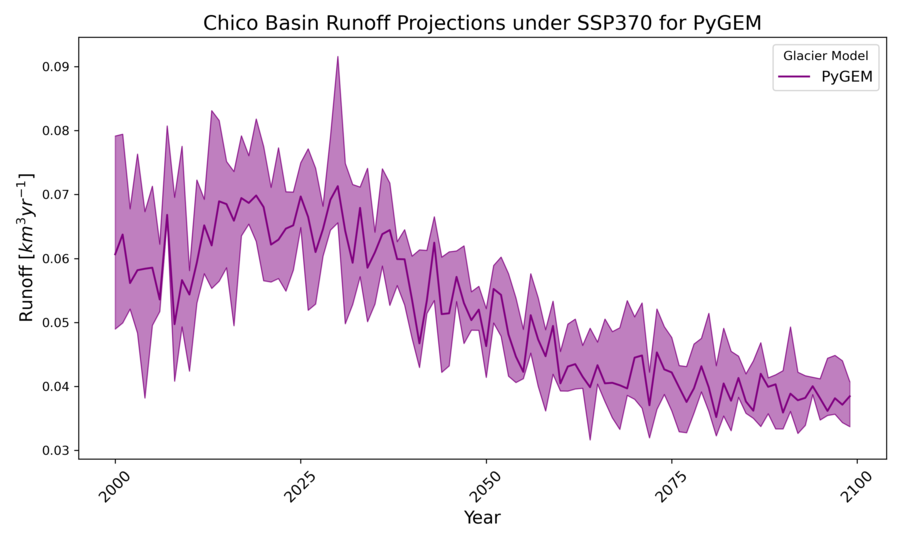 Chico Basin Runoff Projections under SSP370 for PyGEM
Glacier Model
PyGEM
Runoff [km³yr⁻¹]
0.09
0.08
0.07
0.06
0.05
0.04
0.03
2000
2025
2050
2075
2100
Year